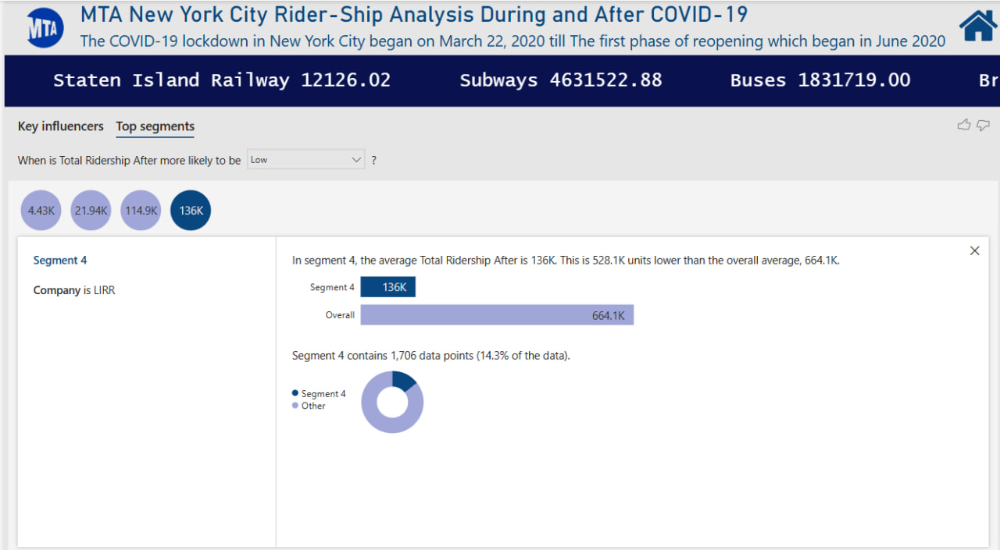 MTA
MTA New York City Rider-Ship Analysis During and After COVID-19
The COVID-19 lockdown in New York City began on March 22, 2020 till The first phase of reopening which began in June 2020
Staten Island Railway 12126.02 Subways 4631522.88 Buses 1831719.00 Br
Key influencers Top segments
When is Total Ridership After more likely to be Low ?
4.43K 21.94K 114.9K 136K
Segment 4
Company is LIRR
In segment 4, the average Total Ridership After is 136K. This is 528.1K units lower than the overall average, 664.1K.
Segment 4 136K
Overall 664.1K
Segment 4 contains 1,706 data points (14.3% of the data).
Segment 4
Other